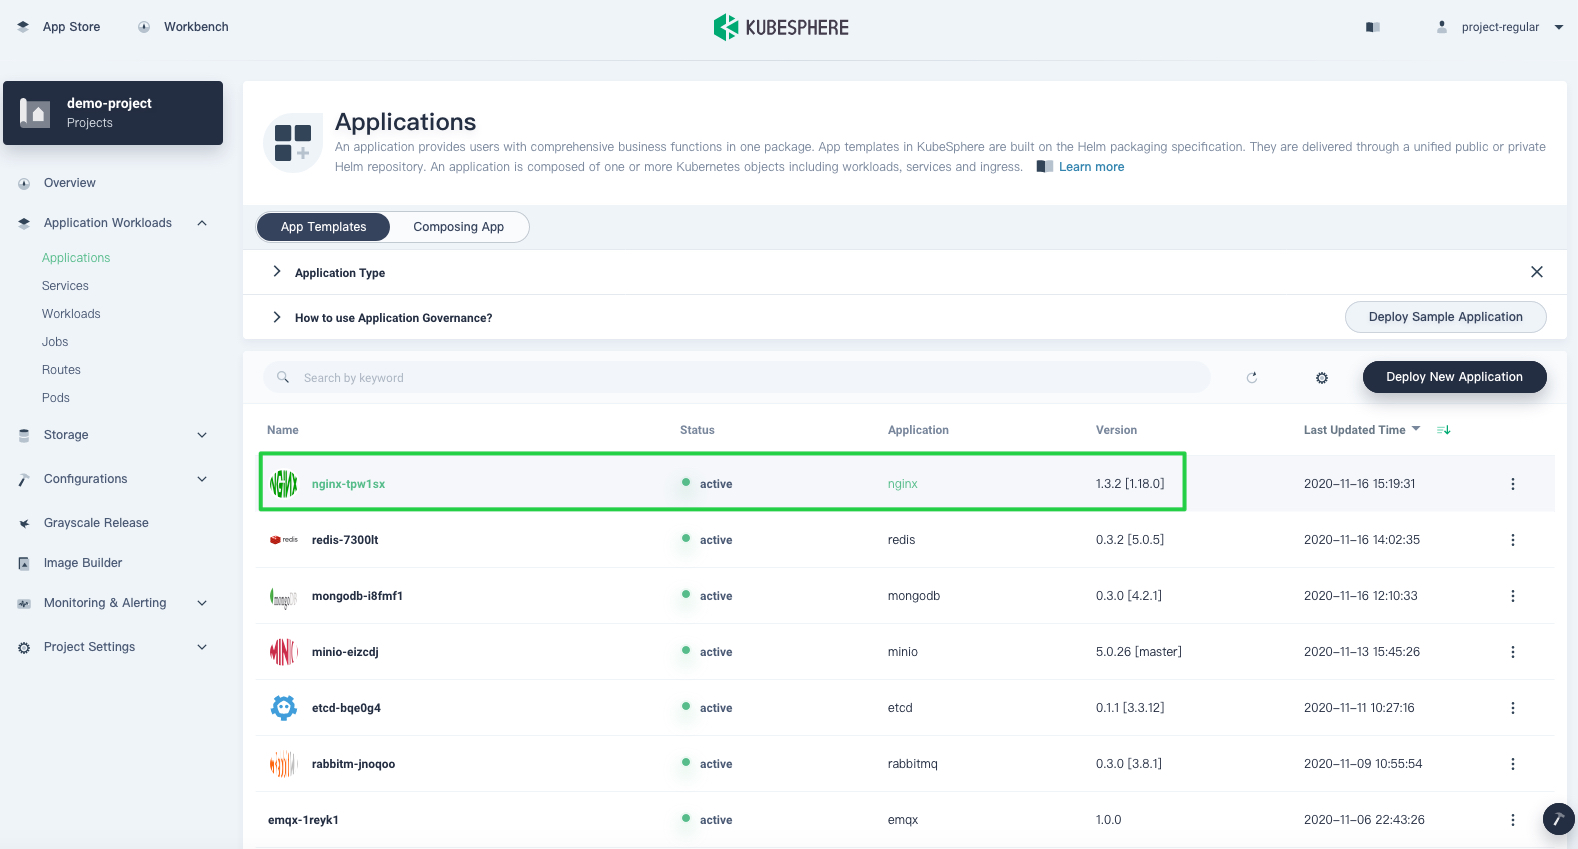 App Store
Workbench
KUBESPHERE
project-regular
demo-project
Projects
Overview
Application Workloads
Applications
Services
Workloads
Jobs
Routes
Pods
Storage
Configurations
Grayscale Release
Image Builder
Monitoring & Alerting
Project Settings
Applications
An application provides users with comprehensive business functions in one package. App templates in KubeSphere are built on the Helm packaging specification. They are delivered through a unified public or private
Helm repository. An application is composed of one or more Kubernetes objects including workloads, services and ingress. Learn more
App Templates
Composing App
Application Type
How to use Application Governance?
Deploy Sample Application
Search by keyword
Deploy New Application
Name Status Application Version Last Updated Time
NGINX nginx-tpw1sx active nginx 1.3.2 [1.18.0] 2020-11-16 15:19:31
redis redis-7300lt active redis 0.3.2 [5.0.5] 2020-11-16 14:02:35
mongoDB mongodb-i8fmf1 active mongodb 0.3.0 [4.2.1] 2020-11-16 12:10:33
MINIO minio-eizcdj active minio 5.0.26 [master] 2020-11-13 15:45:26
etcd-bqe0g4 active etcd 0.1.1 [3.3.12] 2020-11-11 10:27:16
rabbitm-jnoqoo active rabbitmq 0.3.0 [3.8.1] 2020-11-09 10:55:54
emqx-1reyk1 active emqx 1.0.0 2020-11-06 22:43:26